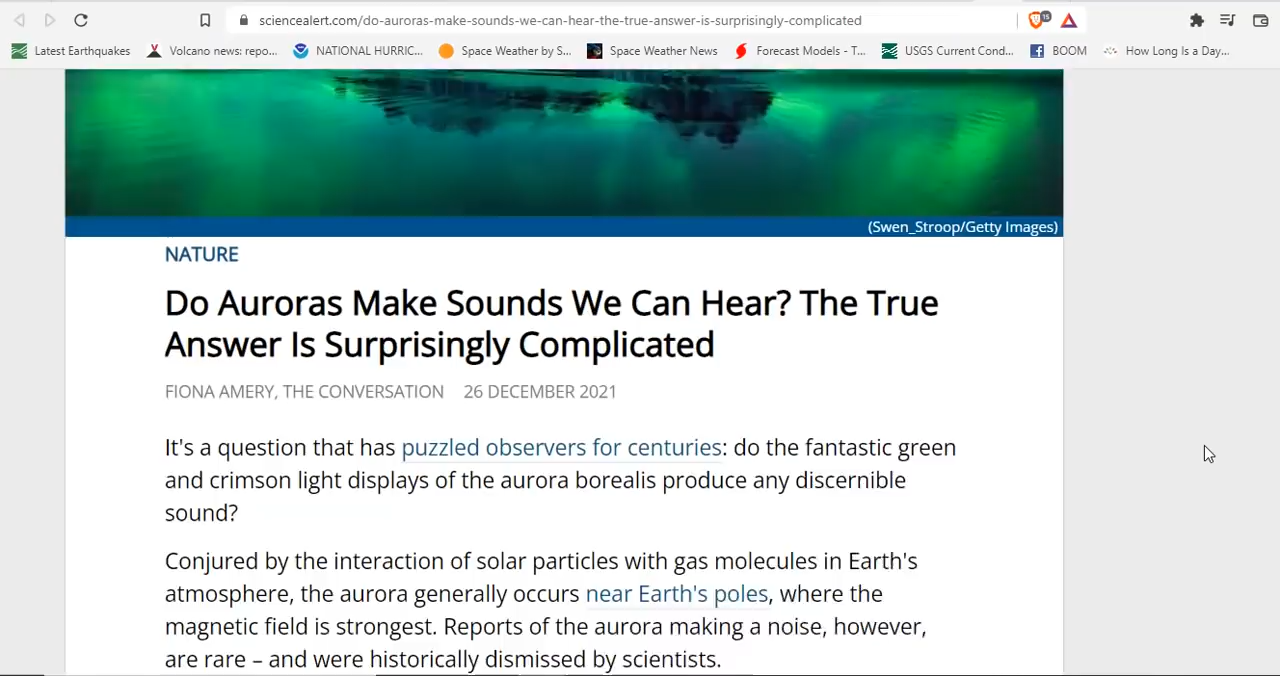 sciencealert.com/do-auroras-make-sounds-we-can-hear-the-true-answer-is-surprisingly-complicated
15
Latest Earthquakes Volcano news: repo... NATIONAL HURRIC... Space Weather by S... Space Weather News Forecast Models - T... USGS Current Cond... BOOM How Long Is a Day...
(Swen_Stroop/Getty Images)
NATURE
Do Auroras Make Sounds We Can Hear? The True
Answer Is Surprisingly Complicated
FIONA AMERY, THE CONVERSATION 26 DECEMBER 2021
It's a question that has puzzled observers for centuries: do the fantastic green
and crimson light displays of the aurora borealis produce any discernible
sound?
Conjured by the interaction of solar particles with gas molecules in Earth's
atmosphere, the aurora generally occurs near Earth's poles, where the
magnetic field is strongest. Reports of the aurora making a noise, however,
are rare – and were historically dismissed by scientists.